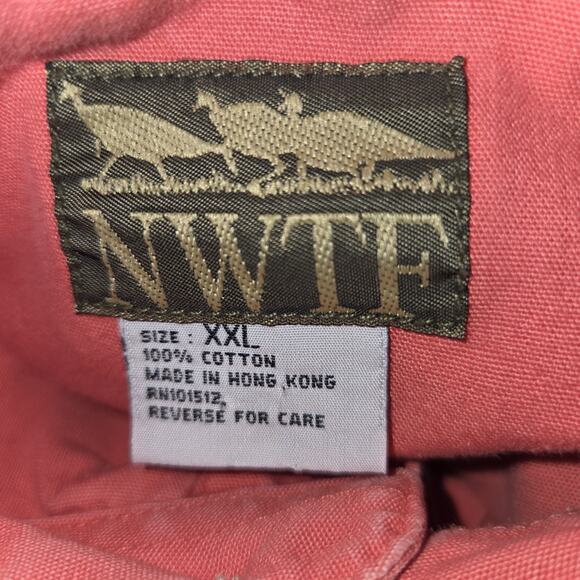 NWTF
SIZE : XXL
100% COTTON
MADE IN HONG KONG
RN101512
REVERSE FOR CARE